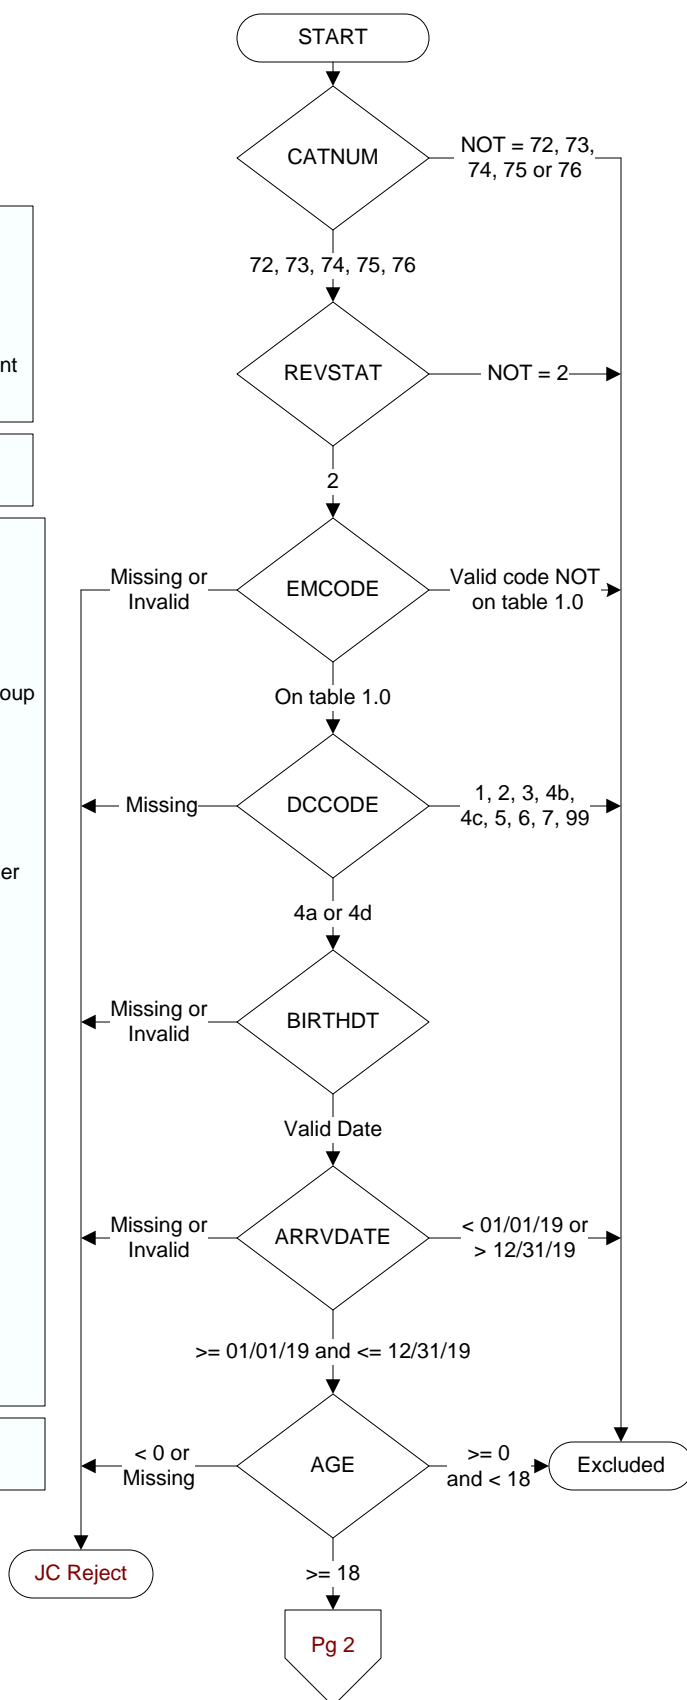 START
CATNUM
NOT = 72, 73,
74, 75 or 76
72, 73, 74, 75, 76
nt
REVSTAT
NOT = 2
2
Missing or
Invalid
EMCODE
Valid code NOT
on table 1.0
oup
On table 1.0
Missing
DCCODE
1, 2, 3, 4b,
4c, 5, 6, 7, 99
er
4a or 4d
Missing or
Invalid
BIRTHDT
Valid Date
Missing or
Invalid
ARRVDATE
< 01/01/19 or
> 12/31/19
>= 01/01/19 and <= 12/31/19
< 0 or
Missing
AGE
>= 0
and < 18
Excluded
JC Reject
>= 18
Pg 2